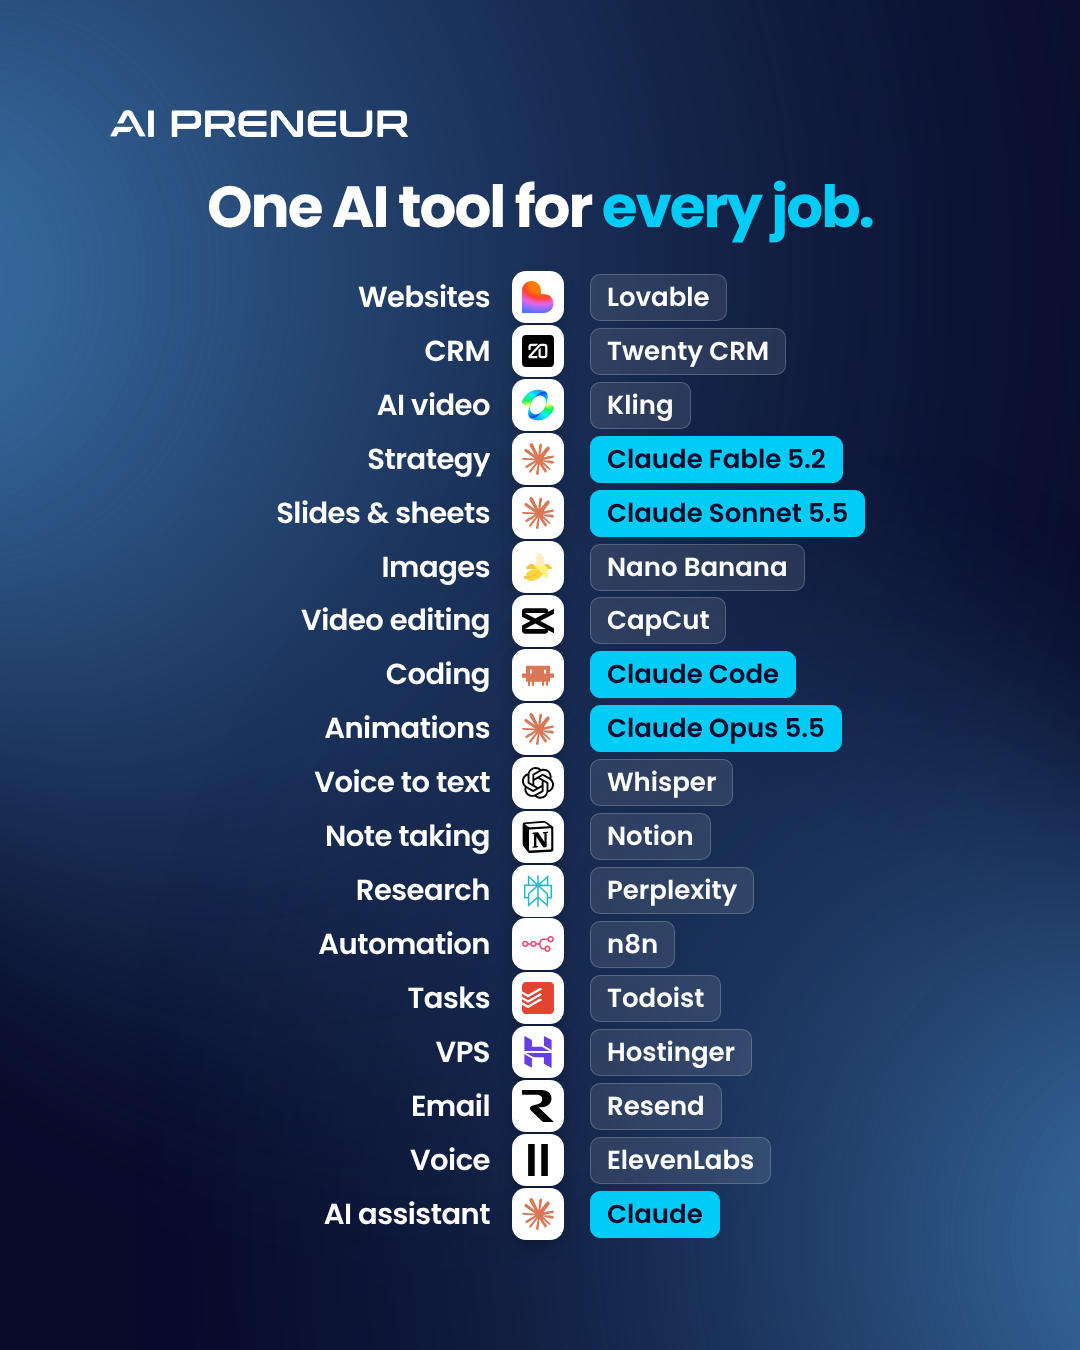 AI PRENEUR
One AI tool for every job.
Websites Lovable
CRM 20 Twenty CRM
AI video Kling
Strategy Claude Fable 5.2
Slides & sheets Claude Sonnet 5.5
Images Nano Banana
Video editing CapCut
Coding Claude Code
Animations Claude Opus 5.5
Voice to text Whisper
Note taking N Notion
Research Perplexity
Automation n8n
Tasks Todoist
VPS Hostinger
Email Resend
Voice ElevenLabs
AI assistant Claude